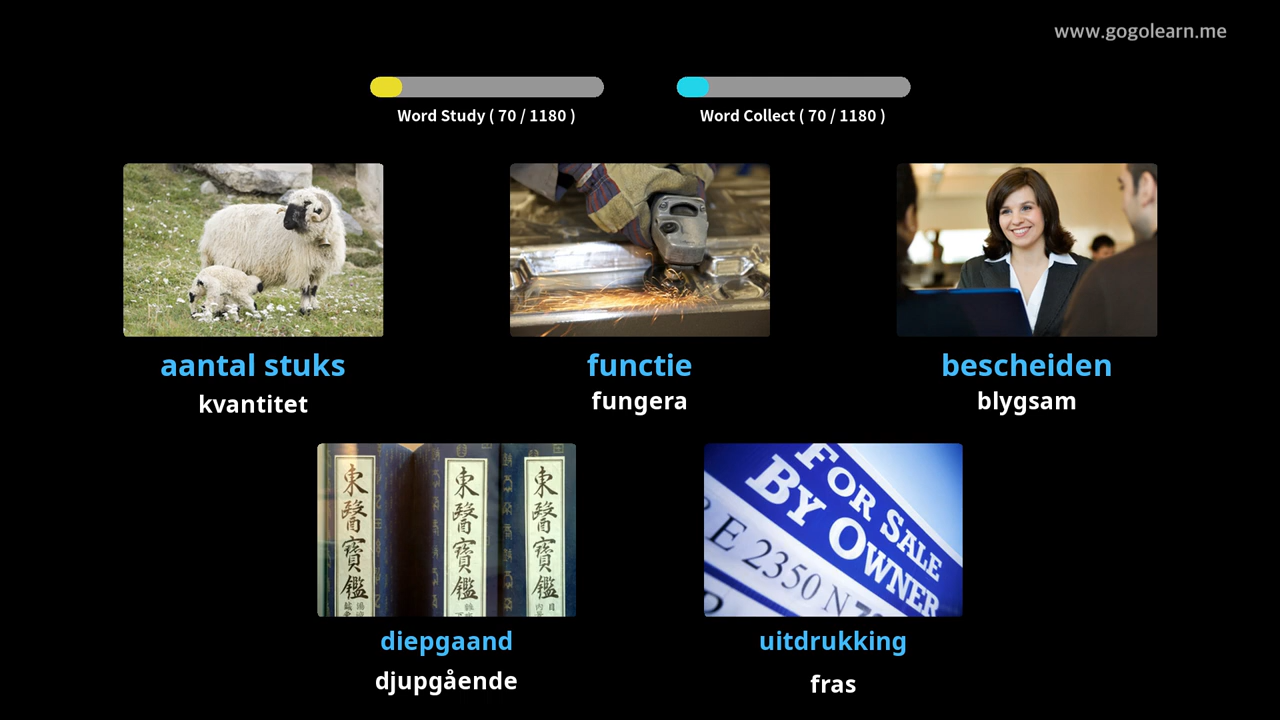 www.gogolearn.me
Word Study ( 70 / 1180 )
Word Collect ( 70 / 1180 )
aantal stuks
kvantitet
functie
fungera
bescheiden
blygsam
東醫寶鑑
東醫寶鑑
東醫寶鑑
FOR SALE
BY OWNER
E 2350 N
diepgaand
djupgående
uitdrukking
fras